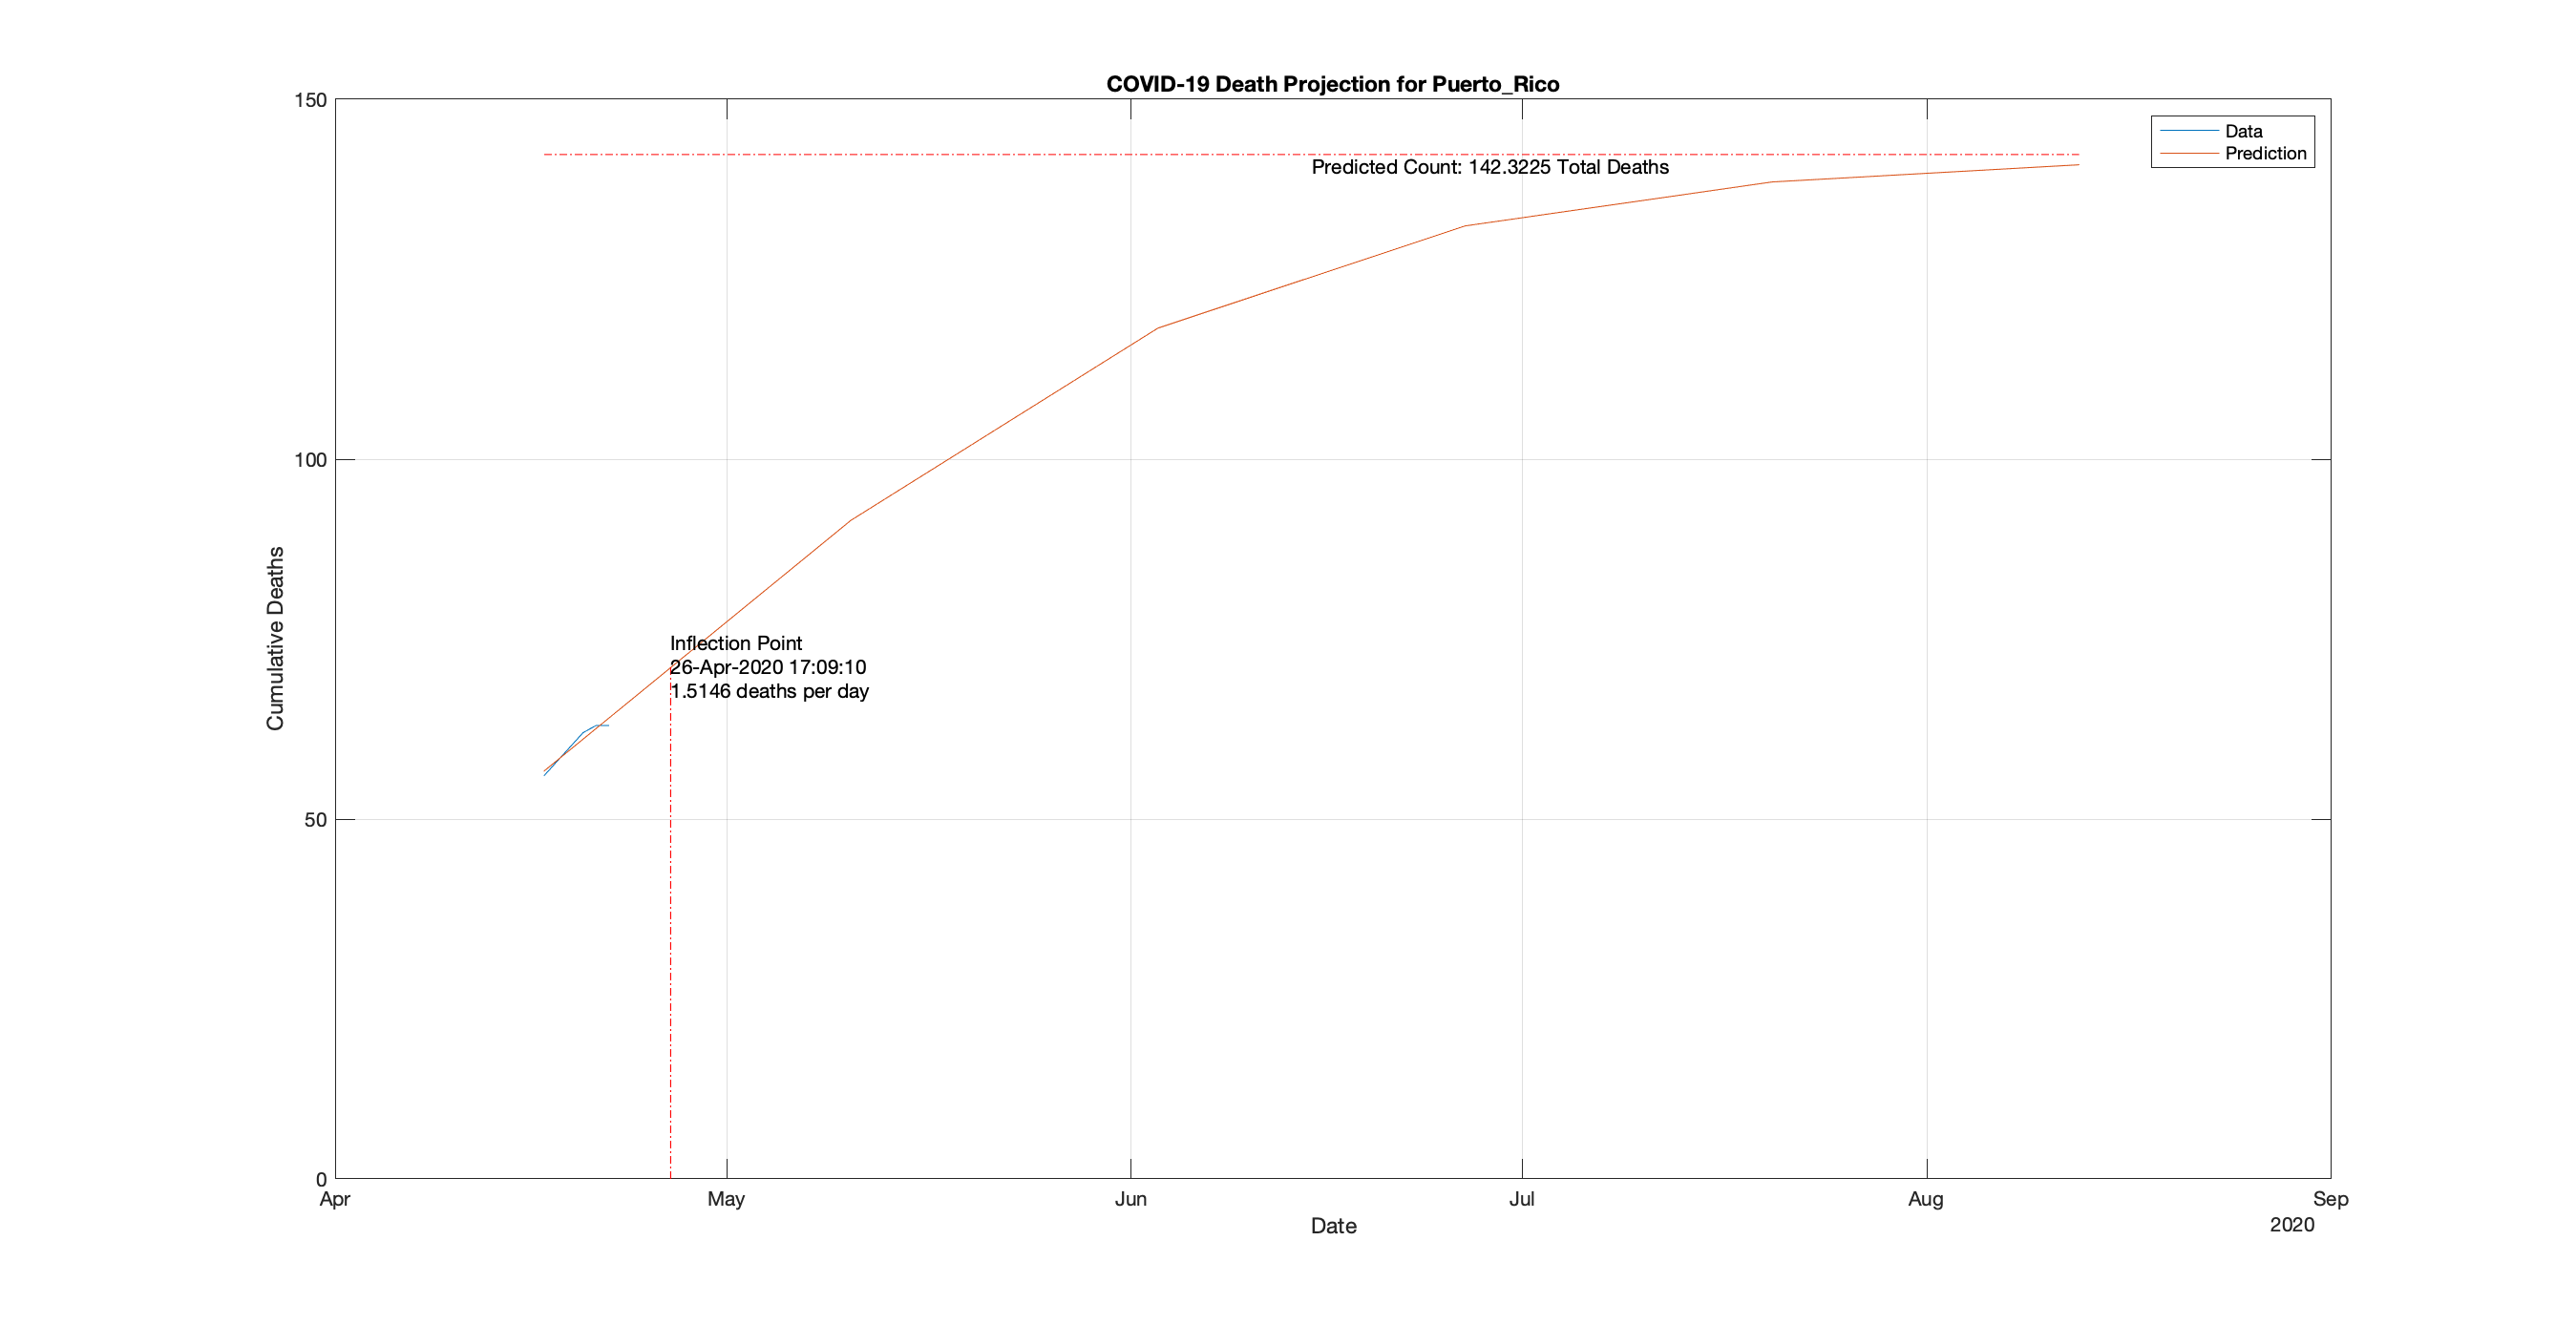 COVID-19 Death Projection for Puerto_Rico
150
100
50
0
Cumulative Deaths
Data
Prediction
Predicted Count: 142.3225 Total Deaths
Inflection Point
26-Apr-2020 17:09:10
1.5146 deaths per day
Apr May Jun Jul Aug Sep
Date
2020